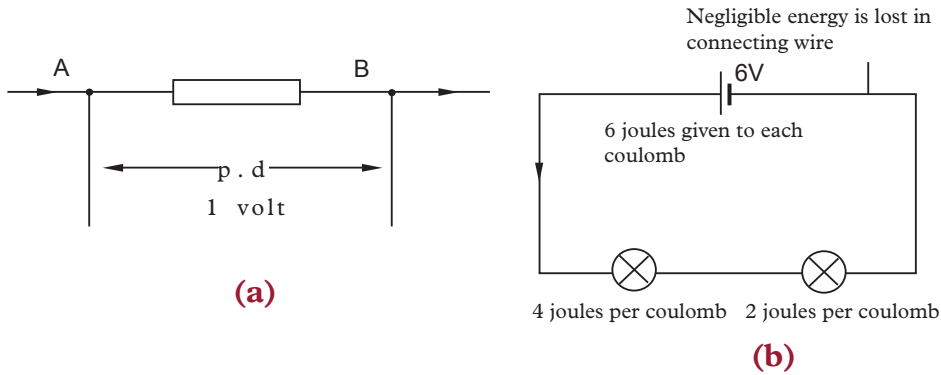 A
B
p . d
1 volt
(a)
Negligible energy is lost in
connecting wire
6V
6 joules given to each
coulomb
4 joules per coulomb
2 joules per coulomb
(b)